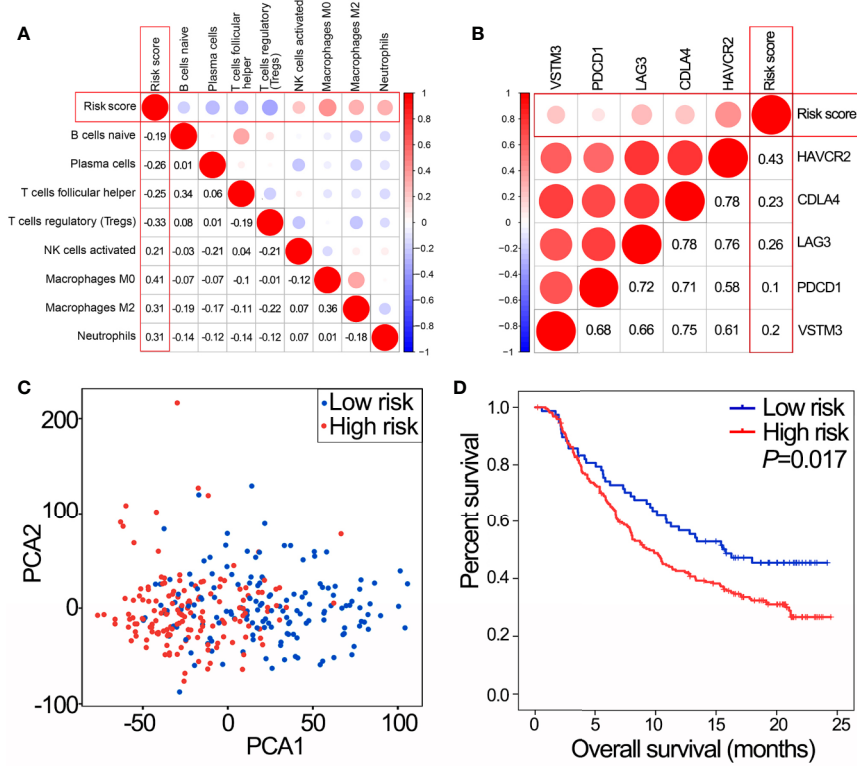 A
Risk score
B cells naive
Plasma cells
T cells follicular
helper
T cells regulatory
(Tregs)
NK cells activated
Macrophages M0
Macrophages M2
Neutrophils
Risk score
B cells naive -0.19
Plasma cells -0.26 0.01
T cells follicular helper -0.25 0.34 0.06
T cells regulatory (Tregs) -0.33 0.08 0.01 -0.19
NK cells activated 0.21 -0.03 -0.21 0.04 -0.21
Macrophages M0 0.41 -0.07 -0.07 -0.1 -0.01 -0.12
Macrophages M2 0.31 -0.19 -0.17 -0.11 -0.22 0.07 0.36
Neutrophils 0.31 -0.14 -0.12 -0.14 -0.12 0.07 0.01 -0.18
1
0.8
0.6
0.4
0.2
0
-0.2
-0.4
-0.6
-0.8
-1
B
VSTM3
PDCD1
LAG3
CDLA4
HAVCR2
Risk score
1
0.8
0.6
0.4
0.2
0
-0.2
-0.4
-0.6
-0.8
-1
Risk score
0.43 HAVCR2
0.78 0.23 CDLA4
0.78 0.76 0.26 LAG3
0.72 0.71 0.58 0.1 PDCD1
0.68 0.66 0.75 0.61 0.2 VSTM3
C
Low risk
High risk
200
100
0
-100
PCA2
-50 0 50 100
PCA1
D
Low risk
High risk
P=0.017
1.0
0.8
0.6
0.4
0.2
0.0
Percent survival
0 5 10 15 20 25
Overall survival (months)